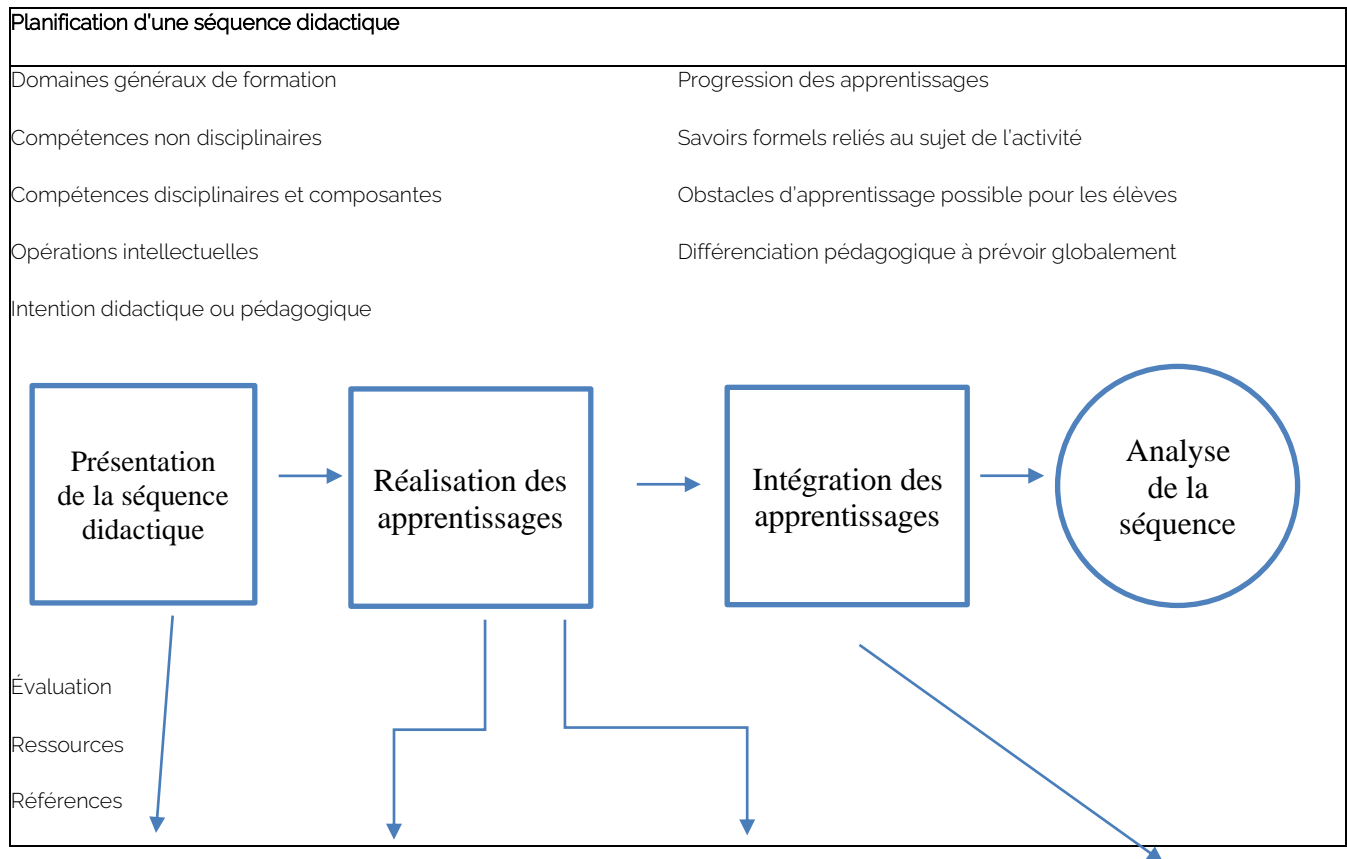 Planification d'une séquence didactique
Domaines généraux de formation
Progression des apprentissages
Compétences non disciplinaires
Savoirs formels reliés au sujet de l'activité
Compétences disciplinaires et composantes
Obstacles d'apprentissage possible pour les élèves
Opérations intellectuelles
Différenciation pédagogique à prévoir globalement
Intention didactique ou pédagogique
Présentation
de la séquence
didactique
Réalisation des
apprentissages
Intégration des
apprentissages
Analyse
de la
séquence
Évaluation
Ressources
Références